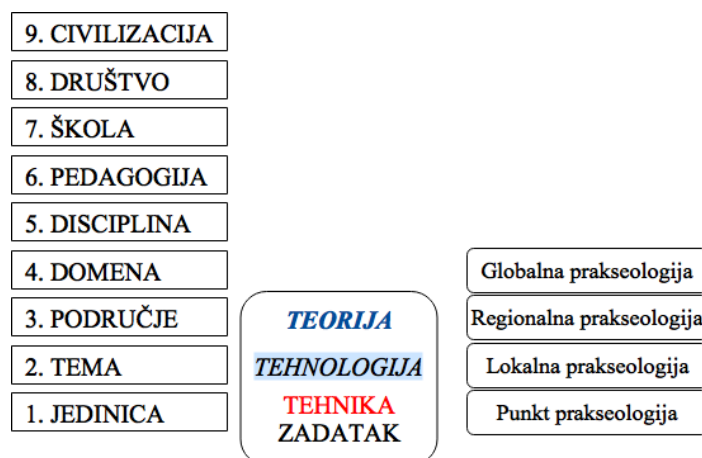 9. CIVILIZACIJA
8. DRUŠTVO
7. ŠKOLA
6. PEDAGOGIJA
5. DISCIPLINA
4. DOMENA
3. PODRUČJE
2. TEMA
1. JEDINICA
TEORIJA
TEHNOLOGIJA
TEHNIKA
ZADATAK
Globalna prakseologija
Regionalna prakseologija
Lokalna prakseologija
Punkt prakseologija